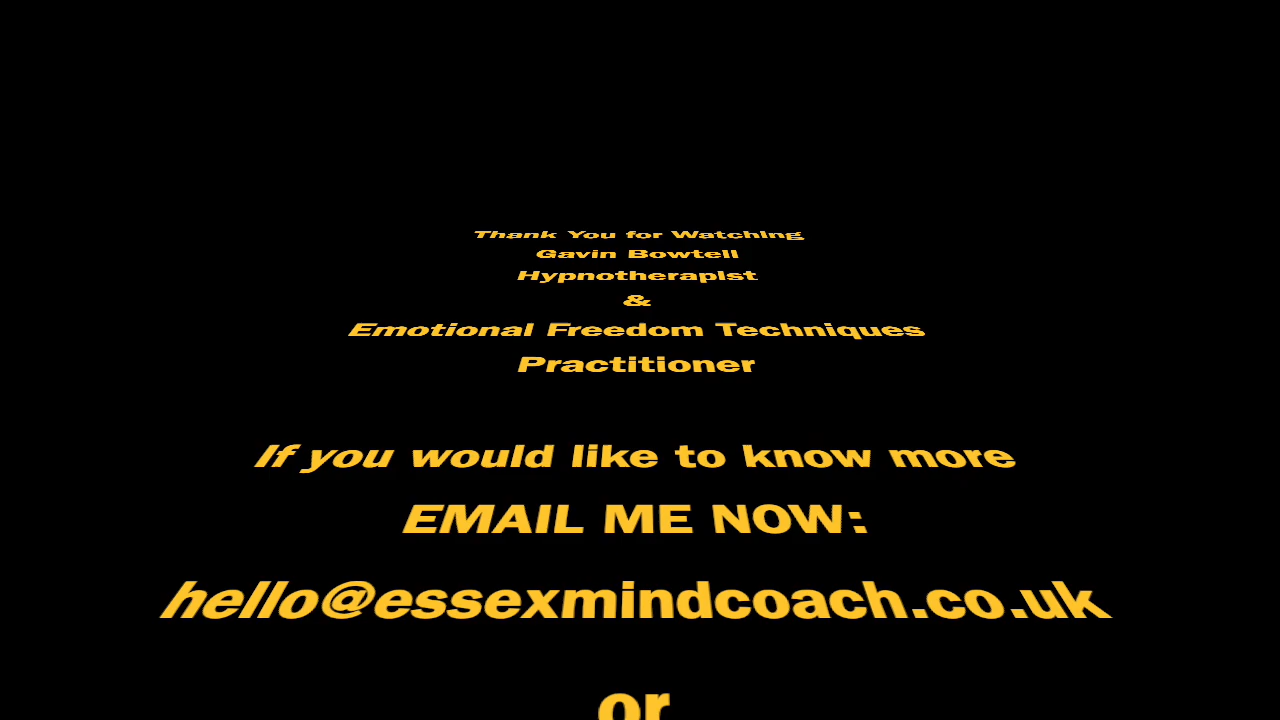 Thank You for Watching
Gavin Bowtell
Hypnotherapist
&
Emotional Freedom Techniques
Practitioner
If you would like to know more
EMAIL ME NOW:
hello@essexmindcoach.co.uk
or